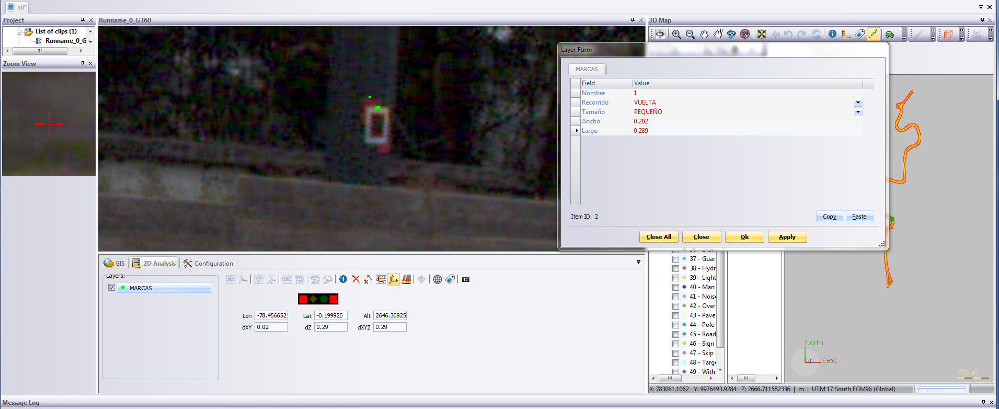 SB*
Project
List of clips (1)
Runname_0_G
Zoom View
Runname_0_G360
3D Map
Layer Form
MARCAS
Field Value
Nombre 1
Recorrido VUELTA
Tamaño PEQUEÑO
Ancho 0.202
Largo 0.289
Item ID: 2
Copy Paste
Close All Close Ok Apply
GIS 2D Analysis Configuration
Layers:
MARCAS
Lon -78.456652 Lat -0.199920 Alt 2646.30925
dXY 0.02 dZ 0.29 dXYZ 0.29
37 - Guar
38 - Hydr
39 - Light
40 - Man
41 - Nois
42 - Over
43 - Pave
44 - Pole
45 - Road
46 - Sign
47 - Skip
48 - Targ
49 - With
North
Up East
750 m
X: 783061.1062 Y: 9976493.9284 Z: 2666.711582336 | m | UTM 17 South EGM96 (Global)
Message Log